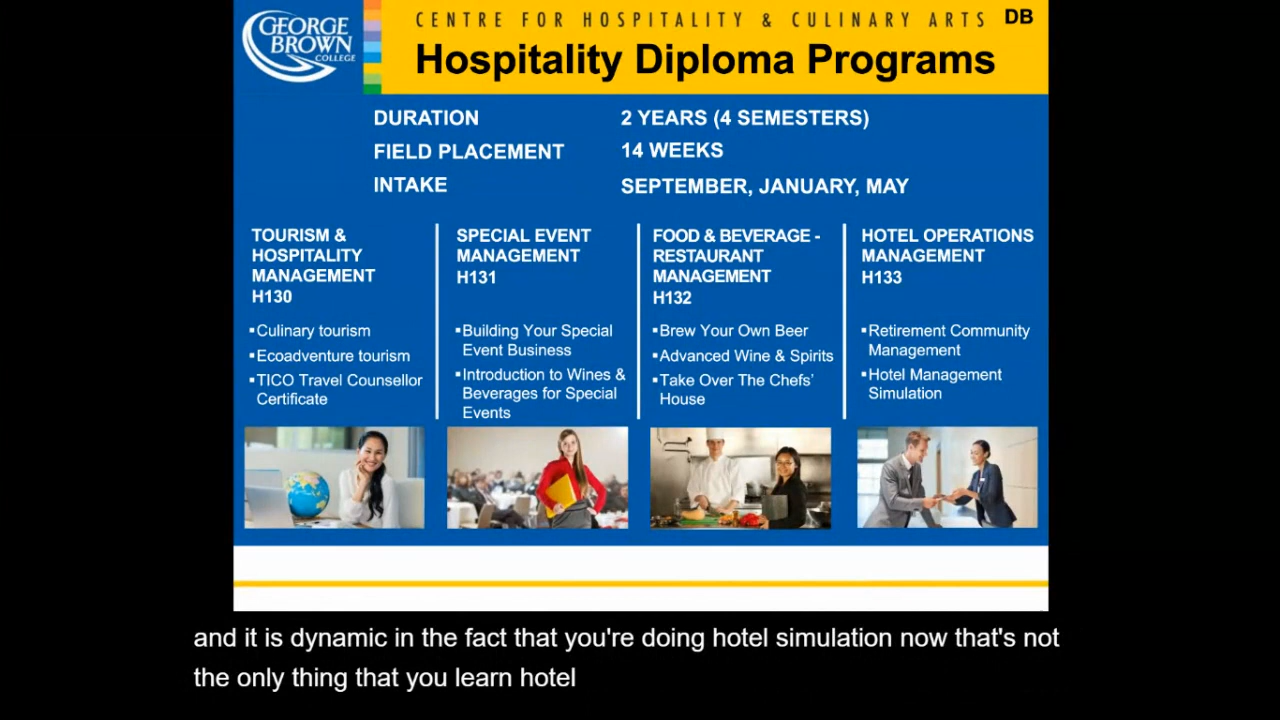 GEORGE
BROWN
COLLEGE
CENTRE FOR HOSPITALITY & CULINARY ARTS DB
Hospitality Diploma Programs
DURATION 2 YEARS (4 SEMESTERS)
FIELD PLACEMENT 14 WEEKS
INTAKE SEPTEMBER, JANUARY, MAY
TOURISM &
HOSPITALITY
MANAGEMENT
H130
▪Culinary tourism
▪Ecoadventure tourism
▪TICO Travel Counsellor
Certificate
SPECIAL EVENT
MANAGEMENT
H131
▪Building Your Special
Event Business
▪Introduction to Wines &
Beverages for Special
Events
FOOD & BEVERAGE -
RESTAURANT
MANAGEMENT
H132
▪Brew Your Own Beer
▪Advanced Wine & Spirits
▪Take Over The Chefs’
House
HOTEL OPERATIONS
MANAGEMENT
H133
▪Retirement Community
Management
▪Hotel Management
Simulation
and it is dynamic in the fact that you're doing hotel simulation now that's not
the only thing that you learn hotel